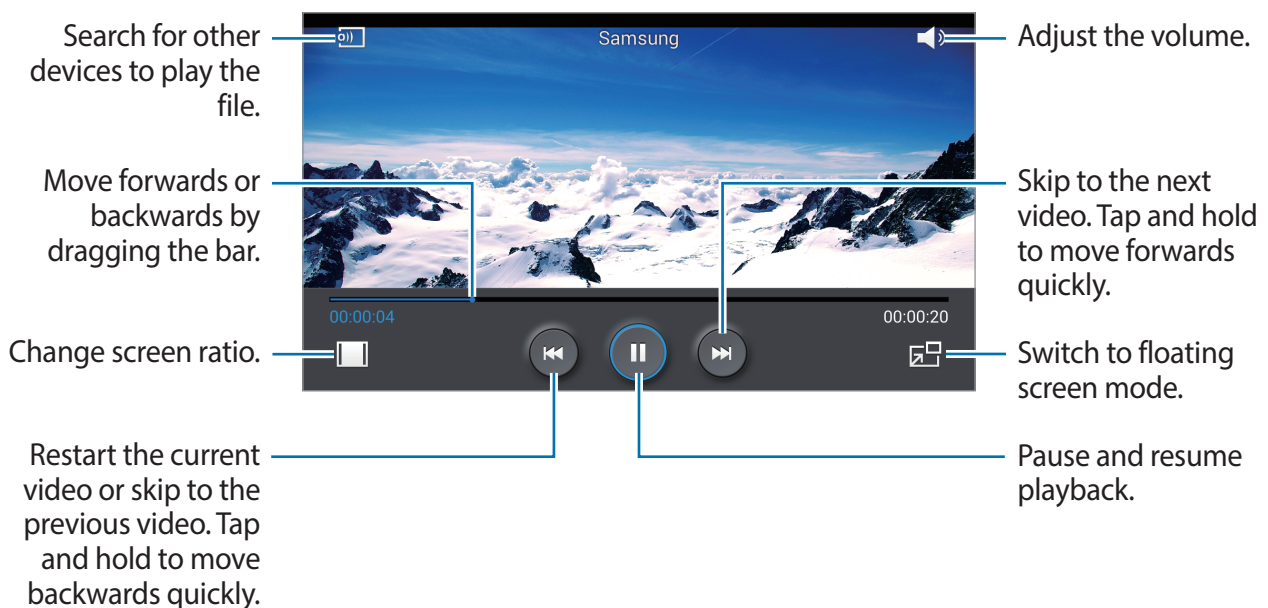 Search for other
devices to play the
file.
Samsung
Adjust the volume.
Move forwards or
backwards by
dragging the bar.
Skip to the next
video. Tap and hold
to move forwards
quickly.
00:00:04
00:00:20
Change screen ratio.
Switch to floating
screen mode.
Restart the current
video or skip to the
previous video. Tap
and hold to move
backwards quickly.
Pause and resume
playback.